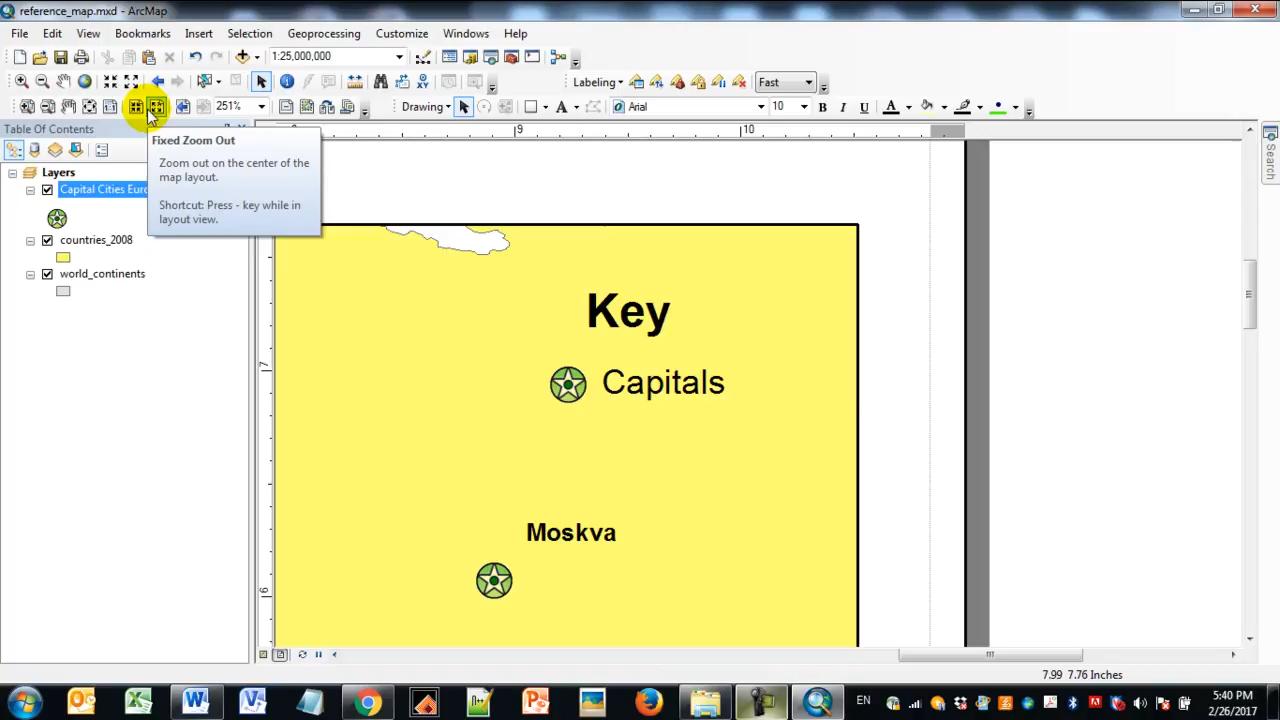 reference_map.mxd - ArcMap
File Edit View Bookmarks Insert Selection Geoprocessing Customize Windows Help
1:25,000,000
Labeling Fast
251% Drawing Arial 10 B I U A
Table Of Contents
Layers
Capital Cities Euro
countries_2008
world_continents
Fixed Zoom Out
Zoom out on the center of the
map layout.
Shortcut: Press - key while in
layout view.
9 10
7
6
Key
Capitals
Moskva
Search
7.99 7.76 Inches
EN
5:40 PM
2/26/2017